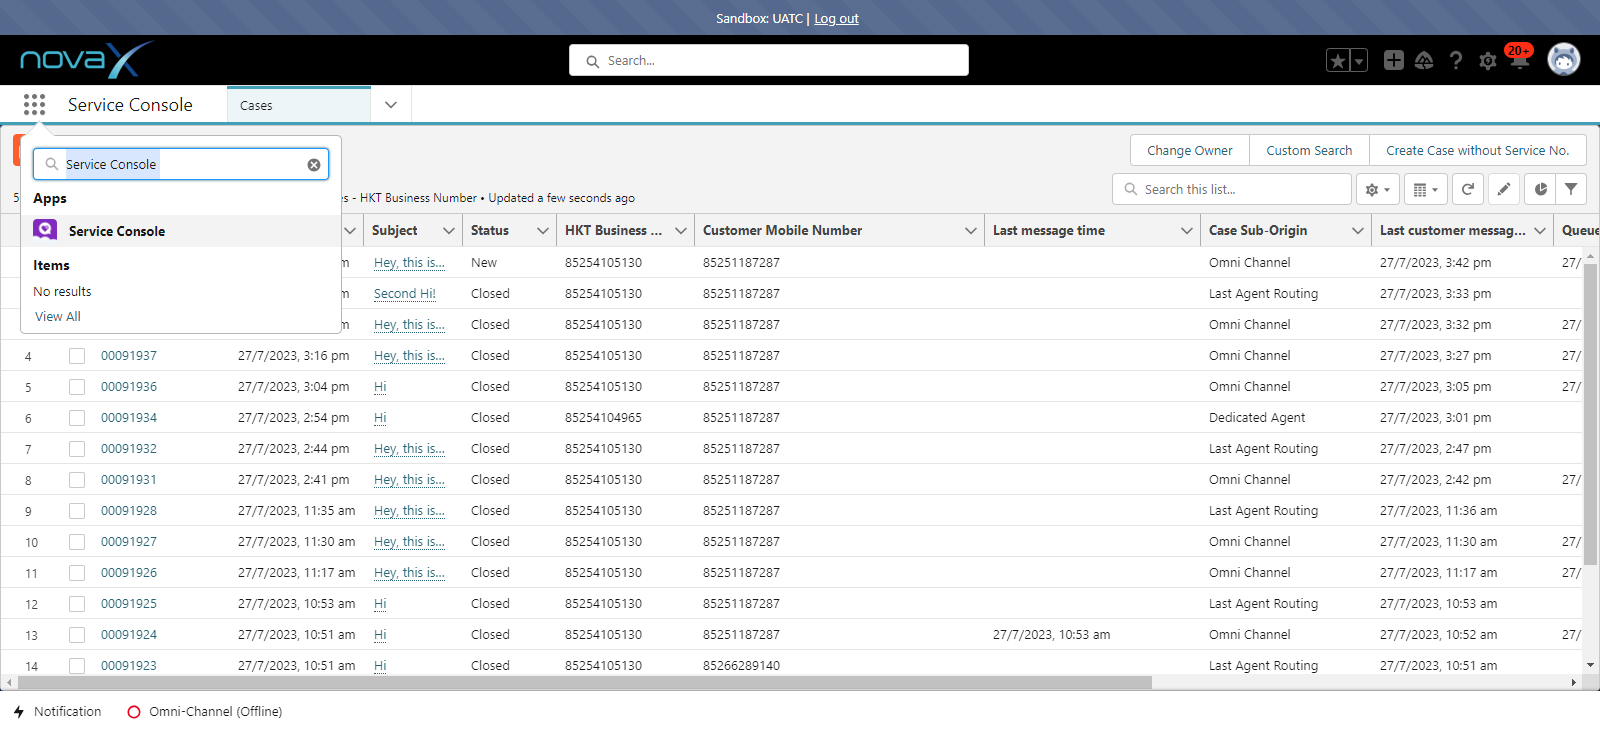 Sandbox: UATC | Log out
novaX
Search...
20+
Service Console
Cases
Service Console
Apps
Service Console
Items
No results
View All
Change Owner
Custom Search
Create Case without Service No.
5
- HKT Business Number • Updated a few seconds ago
Search this list...
Subject Status HKT Business ... Customer Mobile Number Last message time Case Sub-Origin Last customer messag... Queue
Hey, this is... New 85254105130 85251187287 Omni Channel 27/7/2023, 3:42 pm 27/
Second Hi! Closed 85254105130 85251187287 Last Agent Routing 27/7/2023, 3:33 pm
Hey, this is... Closed 85254105130 85251187287 Omni Channel 27/7/2023, 3:32 pm 27/
4 00091937 27/7/2023, 3:16 pm Hey, this is... Closed 85254105130 85251187287 Omni Channel 27/7/2023, 3:27 pm 27/
5 00091936 27/7/2023, 3:04 pm Hi Closed 85254105130 85251187287 Omni Channel 27/7/2023, 3:05 pm 27/
6 00091934 27/7/2023, 2:54 pm Hi Closed 85254104965 85251187287 Dedicated Agent 27/7/2023, 3:01 pm
7 00091932 27/7/2023, 2:44 pm Hey, this is... Closed 85254105130 85251187287 Last Agent Routing 27/7/2023, 2:47 pm
8 00091931 27/7/2023, 2:41 pm Hey, this is... Closed 85254105130 85251187287 Omni Channel 27/7/2023, 2:42 pm 27/
9 00091928 27/7/2023, 11:35 am Hey, this is... Closed 85254105130 85251187287 Last Agent Routing 27/7/2023, 11:36 am
10 00091927 27/7/2023, 11:30 am Hey, this is... Closed 85254105130 85251187287 Omni Channel 27/7/2023, 11:30 am 27/
11 00091926 27/7/2023, 11:17 am Hey, this is... Closed 85254105130 85251187287 Omni Channel 27/7/2023, 11:17 am 27/
12 00091925 27/7/2023, 10:53 am Hi Closed 85254105130 85251187287 Last Agent Routing 27/7/2023, 10:53 am
13 00091924 27/7/2023, 10:51 am Hi Closed 85254105130 85251187287 27/7/2023, 10:53 am Omni Channel 27/7/2023, 10:52 am 27/
14 00091923 27/7/2023, 10:51 am Hi Closed 85254105130 85266289140 Last Agent Routing 27/7/2023, 10:51 am
Notification Omni-Channel (Offline)